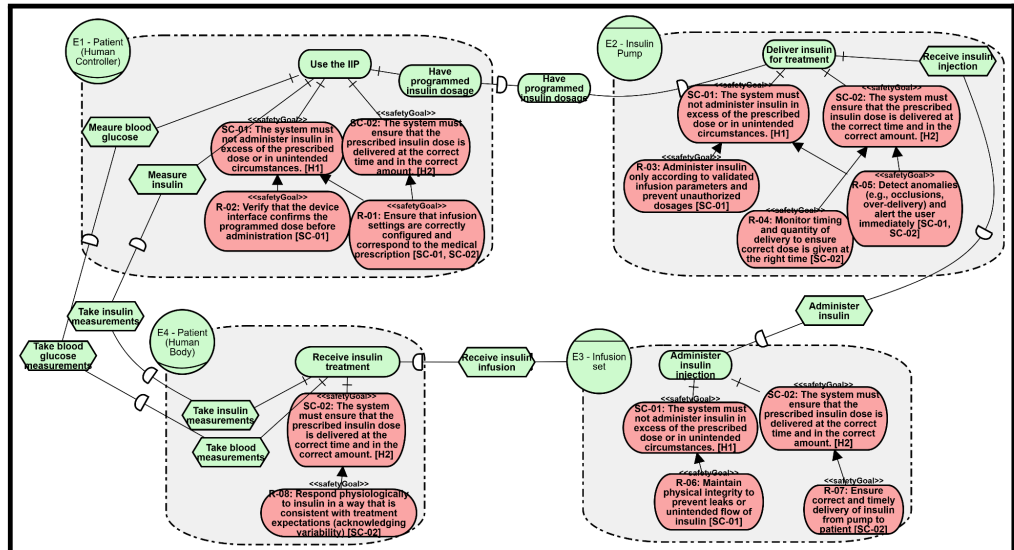 E1 - Patient
(Human
Controller)
Use the IIP
Have
programmed
insulin dosage
Have
programmed
insulin dosage
Meaure blood
glucose
Measure
insulin
<<safetyGoal>>
SC-01: The system must
not administer insulin in
excess of the prescribed
dose or in unintended
circumstances. [H1]
<<safetyGoal>>
SC-02: The system must
ensure that the
prescribed insulin dose is
delivered at the correct
time and in the correct
amount. [H2]
<<safetyGoal>>
R-02: Verify that the device
interface confirms the
programmed dose before
administration [SC-01]
<<safetyGoal>>
R-01: Ensure that infusion
settings are correctly
configured and
correspond to the medical
prescription [SC-01, SC-02]
E2 - Insulin
Pump
Deliver insulin
for treatment
Receive insulin
injection
<<safetyGoal>>
SC-01: The system must
not administer insulin in
excess of the prescribed
dose or in unintended
circumstances. [H1]
<<safetyGoal>>
SC-02: The system must
ensure that the prescribed
insulin dose is delivered at
the correct time and in the
correct amount. [H2]
<<safetyGoal>>
R-03: Administer insulin
only according to validated
infusion parameters and
prevent unauthorized
dosages [SC-01]
<<safetyGoal>>
R-04: Monitor timing
and quantity of
delivery to ensure
correct dose is given at
the right time [SC-02]
<<safetyGoal>>
R-05: Detect anomalies
(e.g., occlusions,
over-delivery) and
alert the user
immediately [SC-01,
SC-02]
Take insulin
measurements
Take blood
glucose
measurements
E4 - Patient
(Human
Body)
Receive insulin
treatment
Receive insulin
infusion
Take insulin
measurements
Take blood
measurements
<<safetyGoal>>
SC-02: The system
must ensure that the
prescribed insulin dose
is delivered at the
correct time and in the
correct amount. [H2]
<<safetyGoal>>
R-08: Respond physiologically
to insulin in a way that is
consistent with treatment
expectations (acknowledging
variability) [SC-02]
Administer
insulin
E3 - Infusion
set
Administer
insulin
injection
<<safetyGoal>>
SC-01: The system must
not administer insulin in
excess of the prescribed
dose or in unintended
circumstances. [H1]
<<safetyGoal>>
SC-02: The system must
ensure that the
prescribed insulin dose is
delivered at the correct
time and in the correct
amount. [H2]
<<safetyGoal>>
R-06: Maintain
physical integrity to
prevent leaks or
unintended flow of
insulin [SC-01]
<<safetyGoal>>
R-07: Ensure
correct and timely
delivery of insulin
from pump to
patient [SC-02]